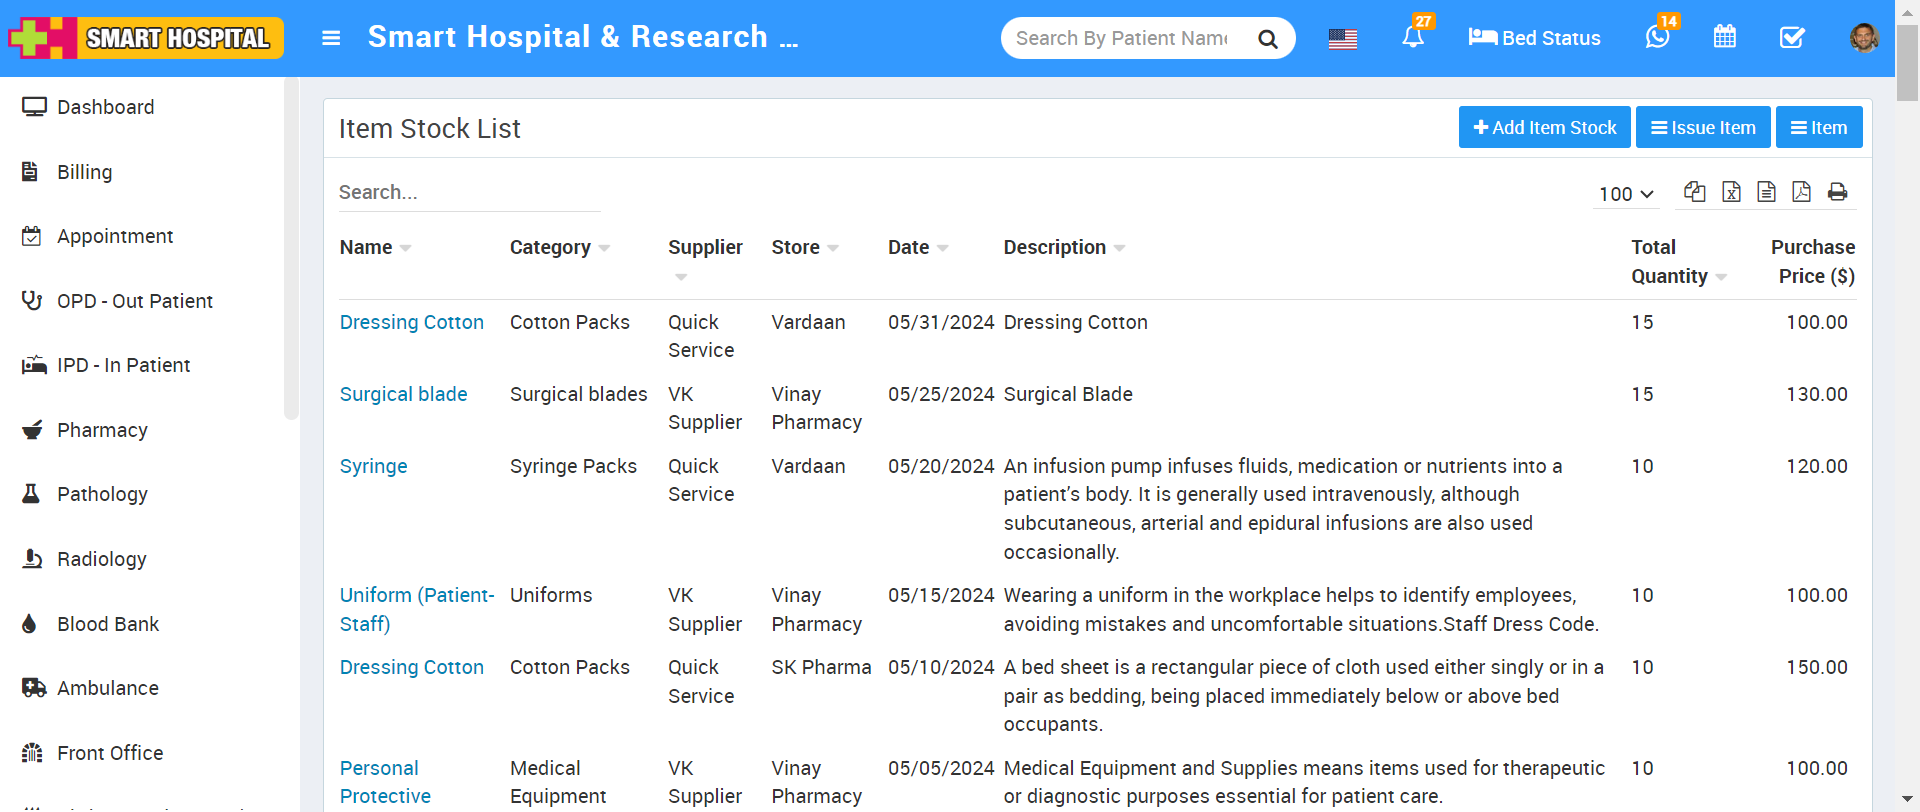 SMART HOSPITAL
Smart Hospital & Research ...
Search By Patient Name
27
Bed Status
14
Dashboard
Billing
Appointment
OPD - Out Patient
IPD - In Patient
Pharmacy
Pathology
Radiology
Blood Bank
Ambulance
Front Office
Item Stock List
Add Item Stock
Issue Item
Item
Search...
100
Name Category Supplier Store Date Description Total Quantity Purchase Price ($)
Dressing Cotton Cotton Packs Quick Service Vardaan 05/31/2024 Dressing Cotton 15 100.00
Surgical blade Surgical blades VK Supplier Vinay Pharmacy 05/25/2024 Surgical Blade 15 130.00
Syringe Syringe Packs Quick Service Vardaan 05/20/2024 An infusion pump infuses fluids, medication or nutrients into a
patient’s body. It is generally used intravenously, although
subcutaneous, arterial and epidural infusions are also used
occasionally. 10 120.00
Uniform (Patient-Staff) Uniforms VK Supplier Vinay Pharmacy 05/15/2024 Wearing a uniform in the workplace helps to identify employees,
avoiding mistakes and uncomfortable situations.Staff Dress Code. 10 100.00
Dressing Cotton Cotton Packs Quick Service SK Pharma 05/10/2024 A bed sheet is a rectangular piece of cloth used either singly or in a
pair as bedding, being placed immediately below or above bed
occupants. 10 150.00
Personal Protective Medical Equipment VK Supplier Vinay Pharmacy 05/05/2024 Medical Equipment and Supplies means items used for therapeutic
or diagnostic purposes essential for patient care. 10 100.00